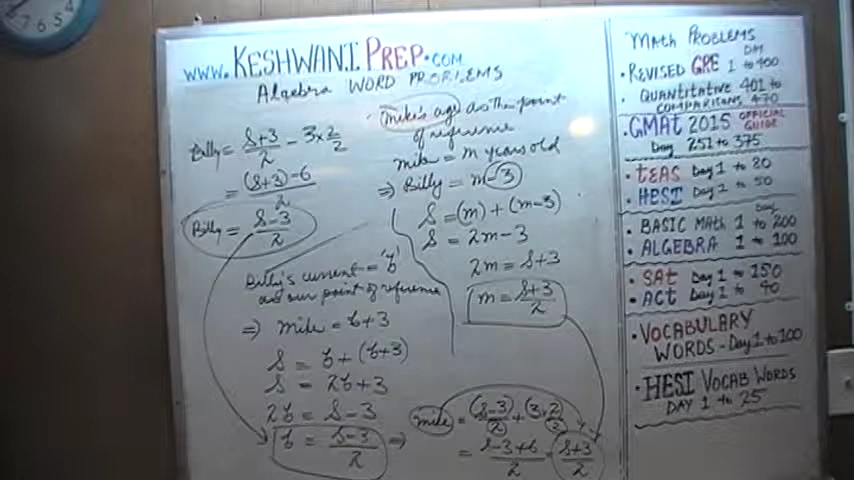 7 6 5
www.KESHWANI PREP.com
Algebra WORD PROBLEMS
Billy = S+3/2 - 3×2/2
= (S+3)-6/2
Billy = S-3/2
Billy's current = 'b'
as our point of reference
⇒ mike = b+3
S = b + (b+3)
S = 2b+3
2b = S-3
b = S-3/2 ⇒
mike's age as the point
of reference
mike = m years old
⇒ Billy = m-3
S = (m) + (m-3)
S = 2m-3
2m = S+3
m = S+3/2
mike = (S-3)/2 + (3×2)/2
= S-3+6/2 = S+3/2
Math PROBLEMS
DAY
• REVISED GRE 1 to 400
• QUANTITATIVE 401 to
COMPARISONS 470
• GMAT 2015 OFFICIAL GUIDE
Day 251 to 375
• TEAS Day 1 to 20
• HESI Day 1 to 50
Day
• BASIC Math 1 to 200
• ALGEBRA 1 to 100
• SAT Day 1 to 150
• ACT Day 1 to 90
• VOCABULARY
WORDS - Day 1 to 100
• HESI VOCAB WORDS
DAY 1 to 25